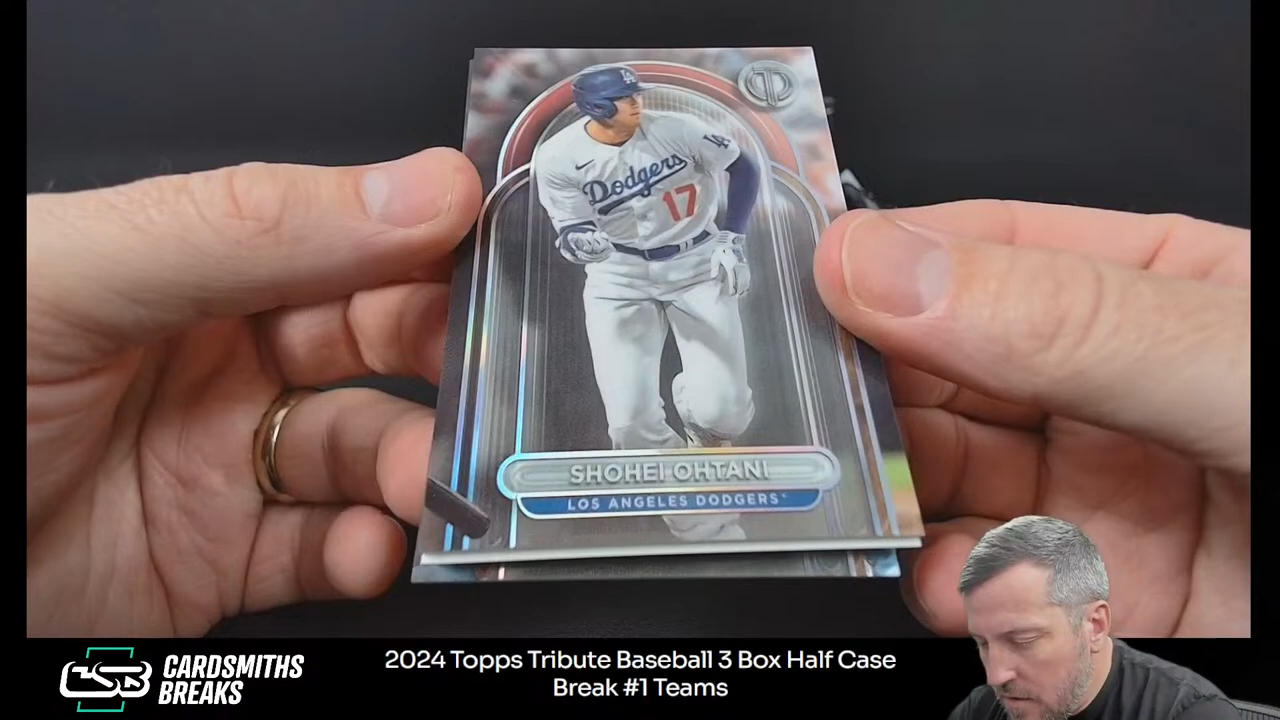 LA
LA
Dodgers
17
SHOHEI OHTANI
LOS ANGELES DODGERS
CSB
CARDSMITHS
BREAKS
2024 Topps Tribute Baseball 3 Box Half Case
Break #1 Teams